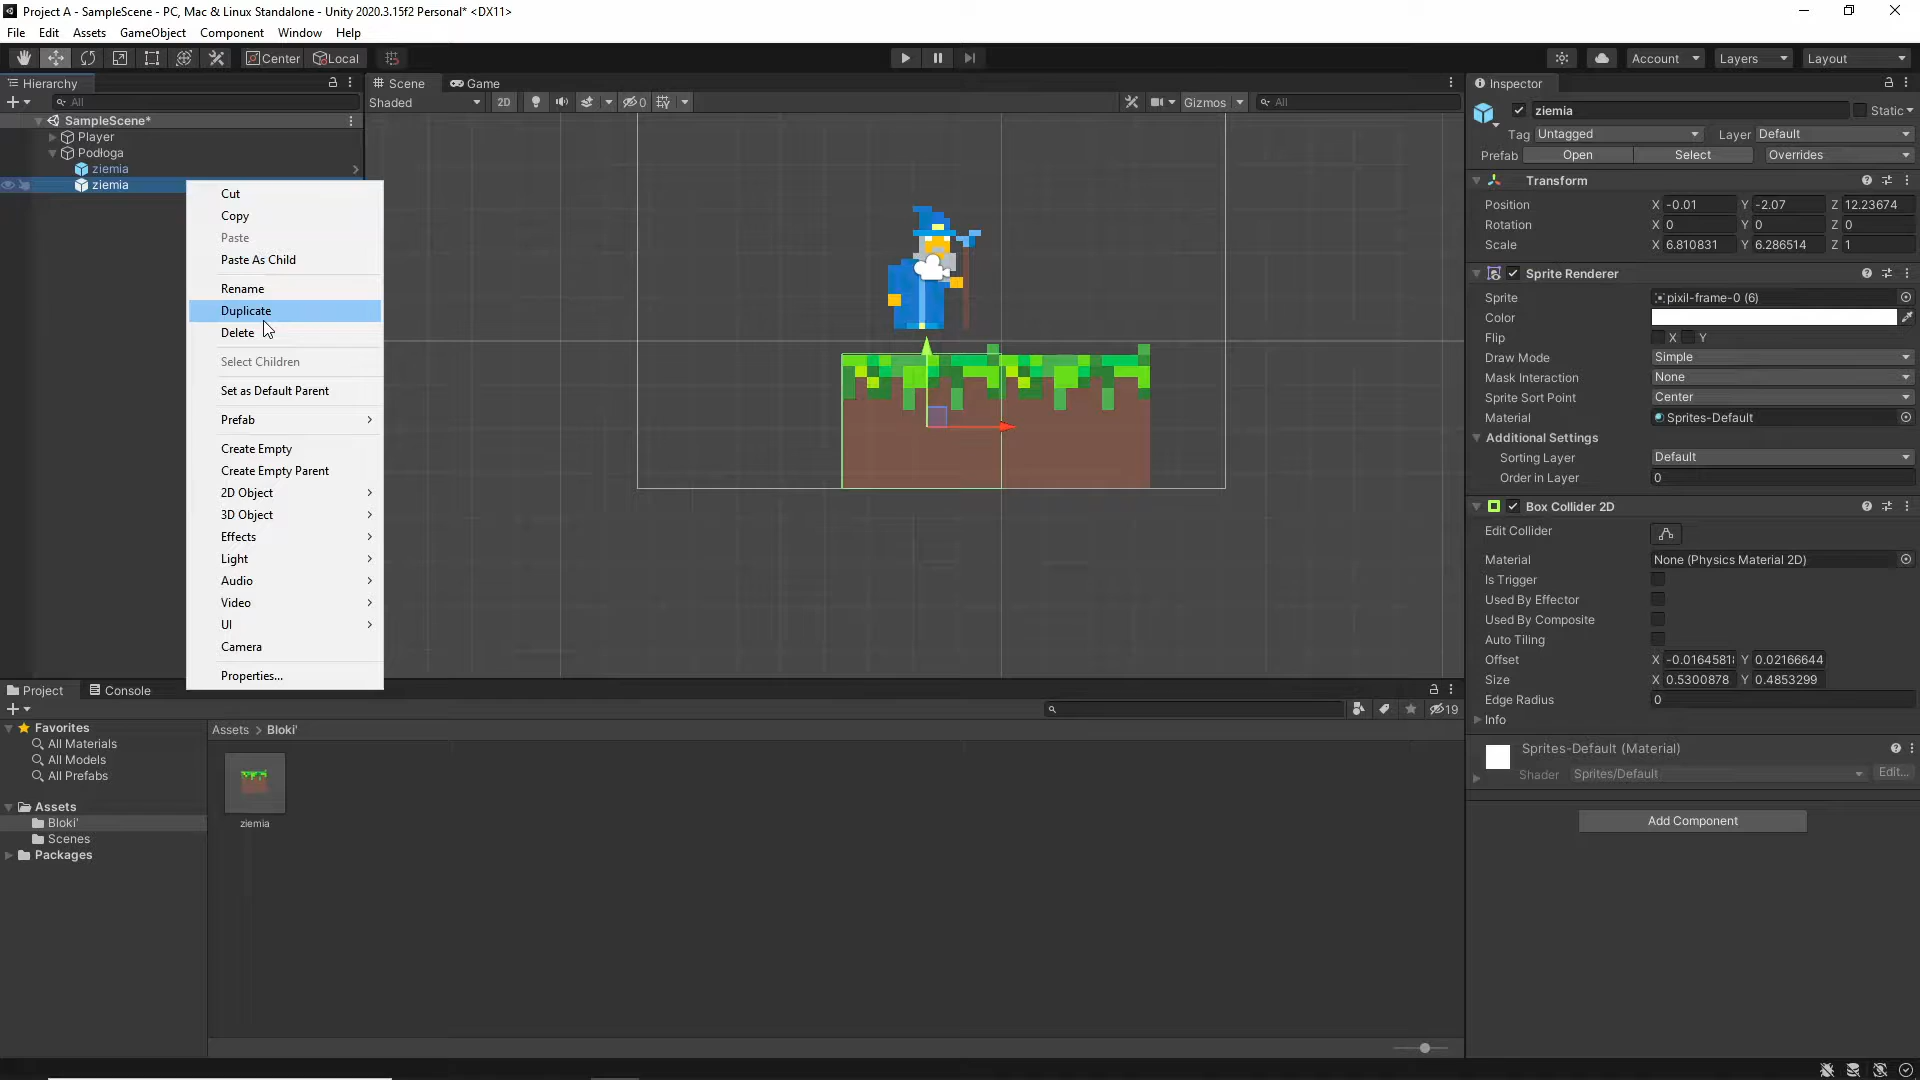 Project A - SampleScene - PC, Mac & Linux Standalone - Unity 2020.3.15f2 Personal* <DX11>
File Edit Assets GameObject Component Window Help
Center Local
Account Layers Layout
Hierarchy
All
SampleScene*
Player
Podłoga
ziemia
ziemia
Cut
Copy
Paste
Paste As Child
Rename
Duplicate
Delete
Select Children
Set as Default Parent
Prefab
Create Empty
Create Empty Parent
2D Object
3D Object
Effects
Light
Audio
Video
UI
Camera
Properties...
Scene Game
Shaded 2D 0 Gizmos All
Inspector
ziemia Static
Tag Untagged Layer Default
Prefab Open Select Overrides
Transform
Position X -0.01 Y -2.07 Z 12.23674
Rotation X 0 Y 0 Z 0
Scale X 6.810831 Y 6.286514 Z 1
Sprite Renderer
Sprite pixil-frame-0 (6)
Color
Flip X Y
Draw Mode Simple
Mask Interaction None
Sprite Sort Point Center
Material Sprites-Default
Additional Settings
Sorting Layer Default
Order in Layer 0
Box Collider 2D
Edit Collider
Material None (Physics Material 2D)
Is Trigger
Used By Effector
Used By Composite
Auto Tiling
Offset X -0.0164581 Y 0.02166644
Size X 0.5300878 Y 0.4853299
Edge Radius 0
Info
Sprites-Default (Material)
Shader Sprites/Default Edit...
Add Component
Project Console
19
Favorites
All Materials
All Models
All Prefabs
Assets
Bloki'
Scenes
Packages
Assets > Bloki'
ziemia